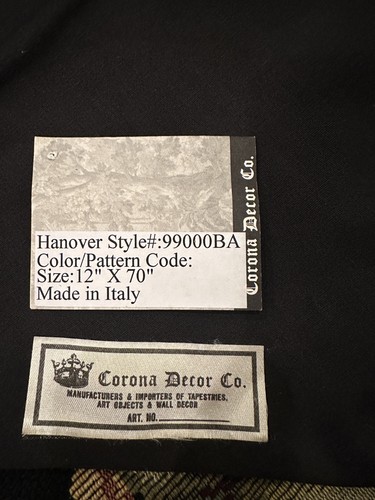 Corona Decor Co.
Hanover Style#:99000BA
Color/Pattern Code:
Size:12" X 70"
Made in Italy
Corona Decor Co.
MANUFACTURERS & IMPORTERS OF TAPESTRIES,
ART OBJECTS & WALL DECOR
ART. NO.